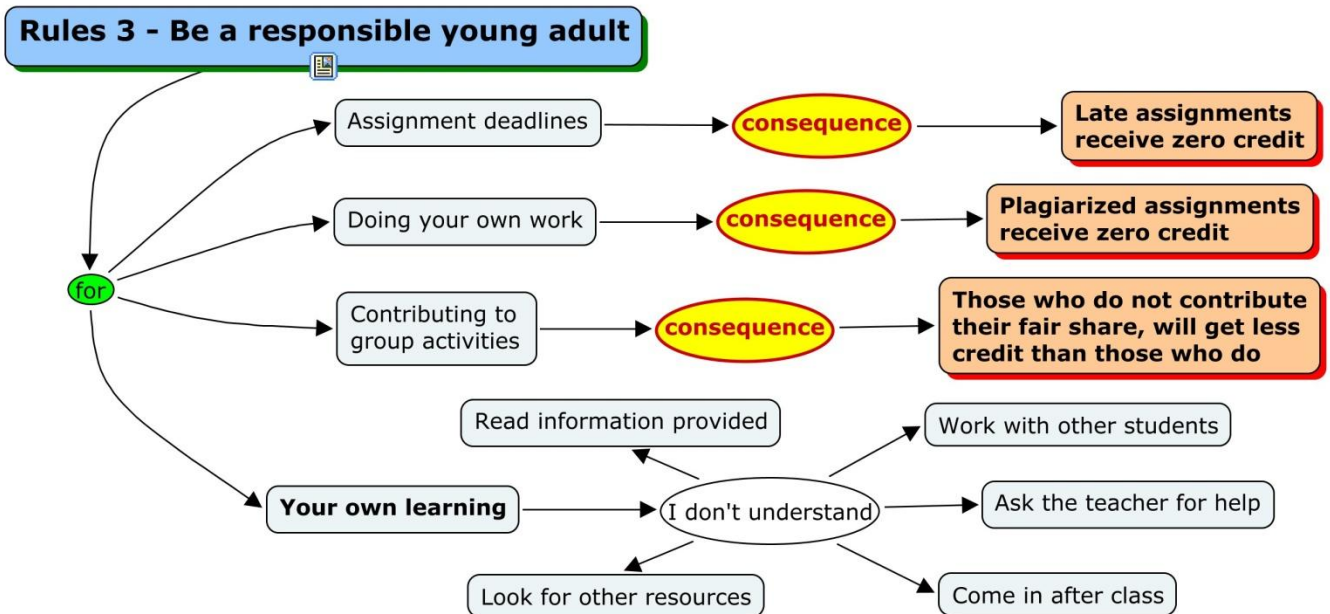 Rules 3 - Be a responsible young adult
for
Assignment deadlines
consequence
Late assignments
receive zero credit
Doing your own work
consequence
Plagiarized assignments
receive zero credit
Contributing to
group activities
consequence
Those who do not contribute
their fair share, will get less
credit than those who do
Your own learning
I don't understand
Read information provided
Work with other students
Ask the teacher for help
Look for other resources
Come in after class